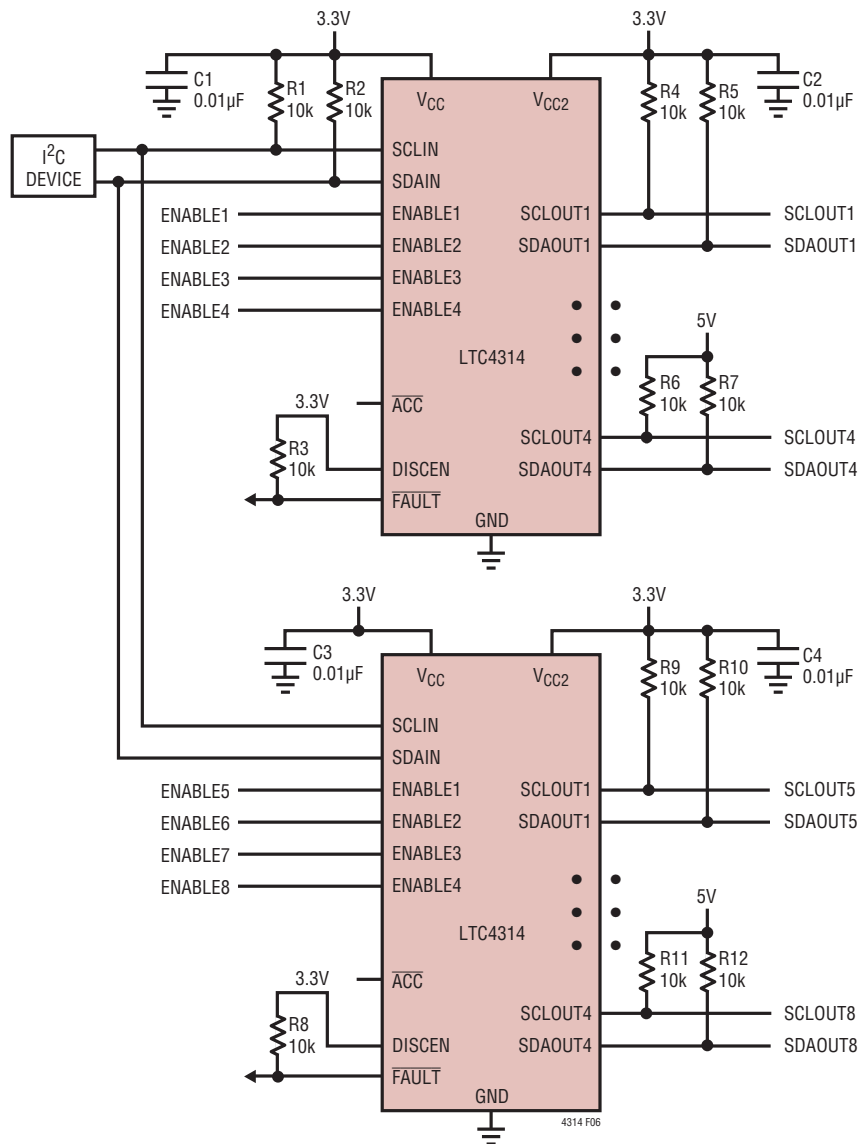 3.3V
3.3V
C1
0.01µF
R1
10k
R2
10k
R4
10k
R5
10k
C2
0.01µF
VCC
VCC2
I2C
DEVICE
SCLIN
SDAIN
ENABLE1
ENABLE1
SCLOUT1
SCLOUT1
ENABLE2
ENABLE2
SDAOUT1
SDAOUT1
ENABLE3
ENABLE3
ENABLE4
ENABLE4
5V
LTC4314
R6
10k
R7
10k
3.3V
ACC
R3
10k
SCLOUT4
SCLOUT4
DISCEN
SDAOUT4
SDAOUT4
FAULT
GND
3.3V
3.3V
C3
0.01µF
R9
10k
R10
10k
C4
0.01µF
VCC
VCC2
SCLIN
SDAIN
ENABLE5
ENABLE1
SCLOUT1
SCLOUT5
ENABLE6
ENABLE2
SDAOUT1
SDAOUT5
ENABLE7
ENABLE3
ENABLE8
ENABLE4
5V
LTC4314
R11
10k
R12
10k
3.3V
ACC
R8
10k
SCLOUT4
SCLOUT8
DISCEN
SDAOUT4
SDAOUT8
FAULT
GND
4314 F06